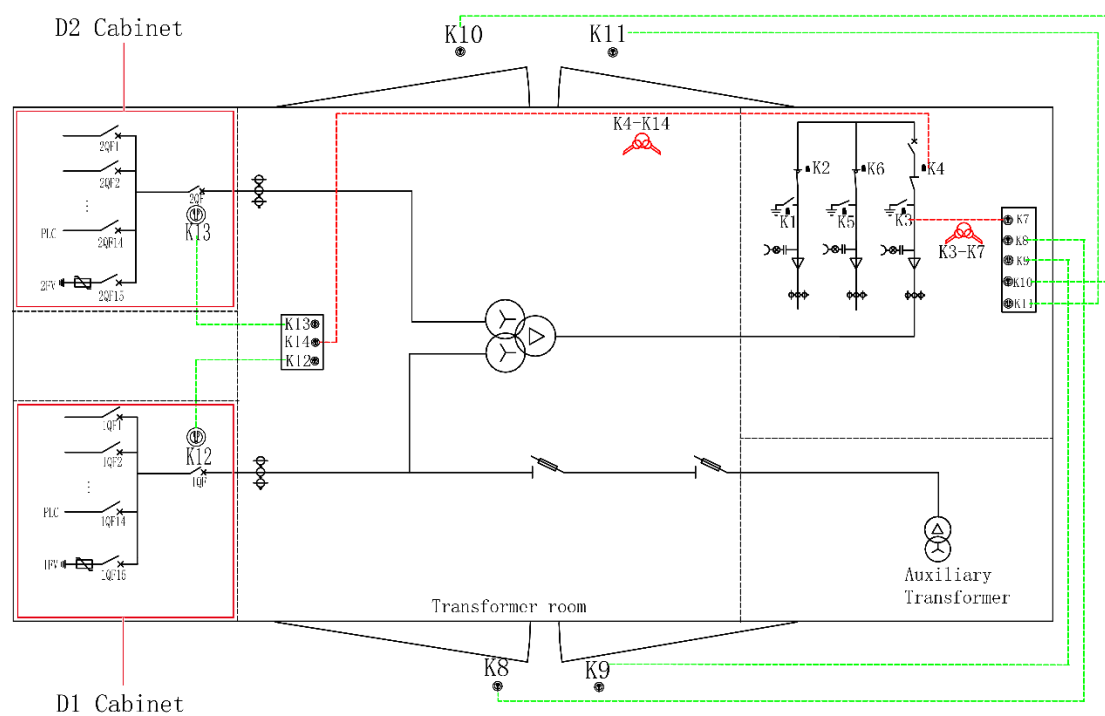 D2 Cabinet
K10
K11
K4-K14
2QF1
2QF2
2QF
K13
PLC
2QF14
2FV
2QF15
K2
K6
K4
K1
K5
K3
K3-K7
K7
K8
K9
K10
K11
K13
K14
K12
1QF1
K12
1QF2
1QF
PLC
1QF14
1FV
1QF15
Auxiliary
Transformer
Transformer room
K8
K9
D1 Cabinet